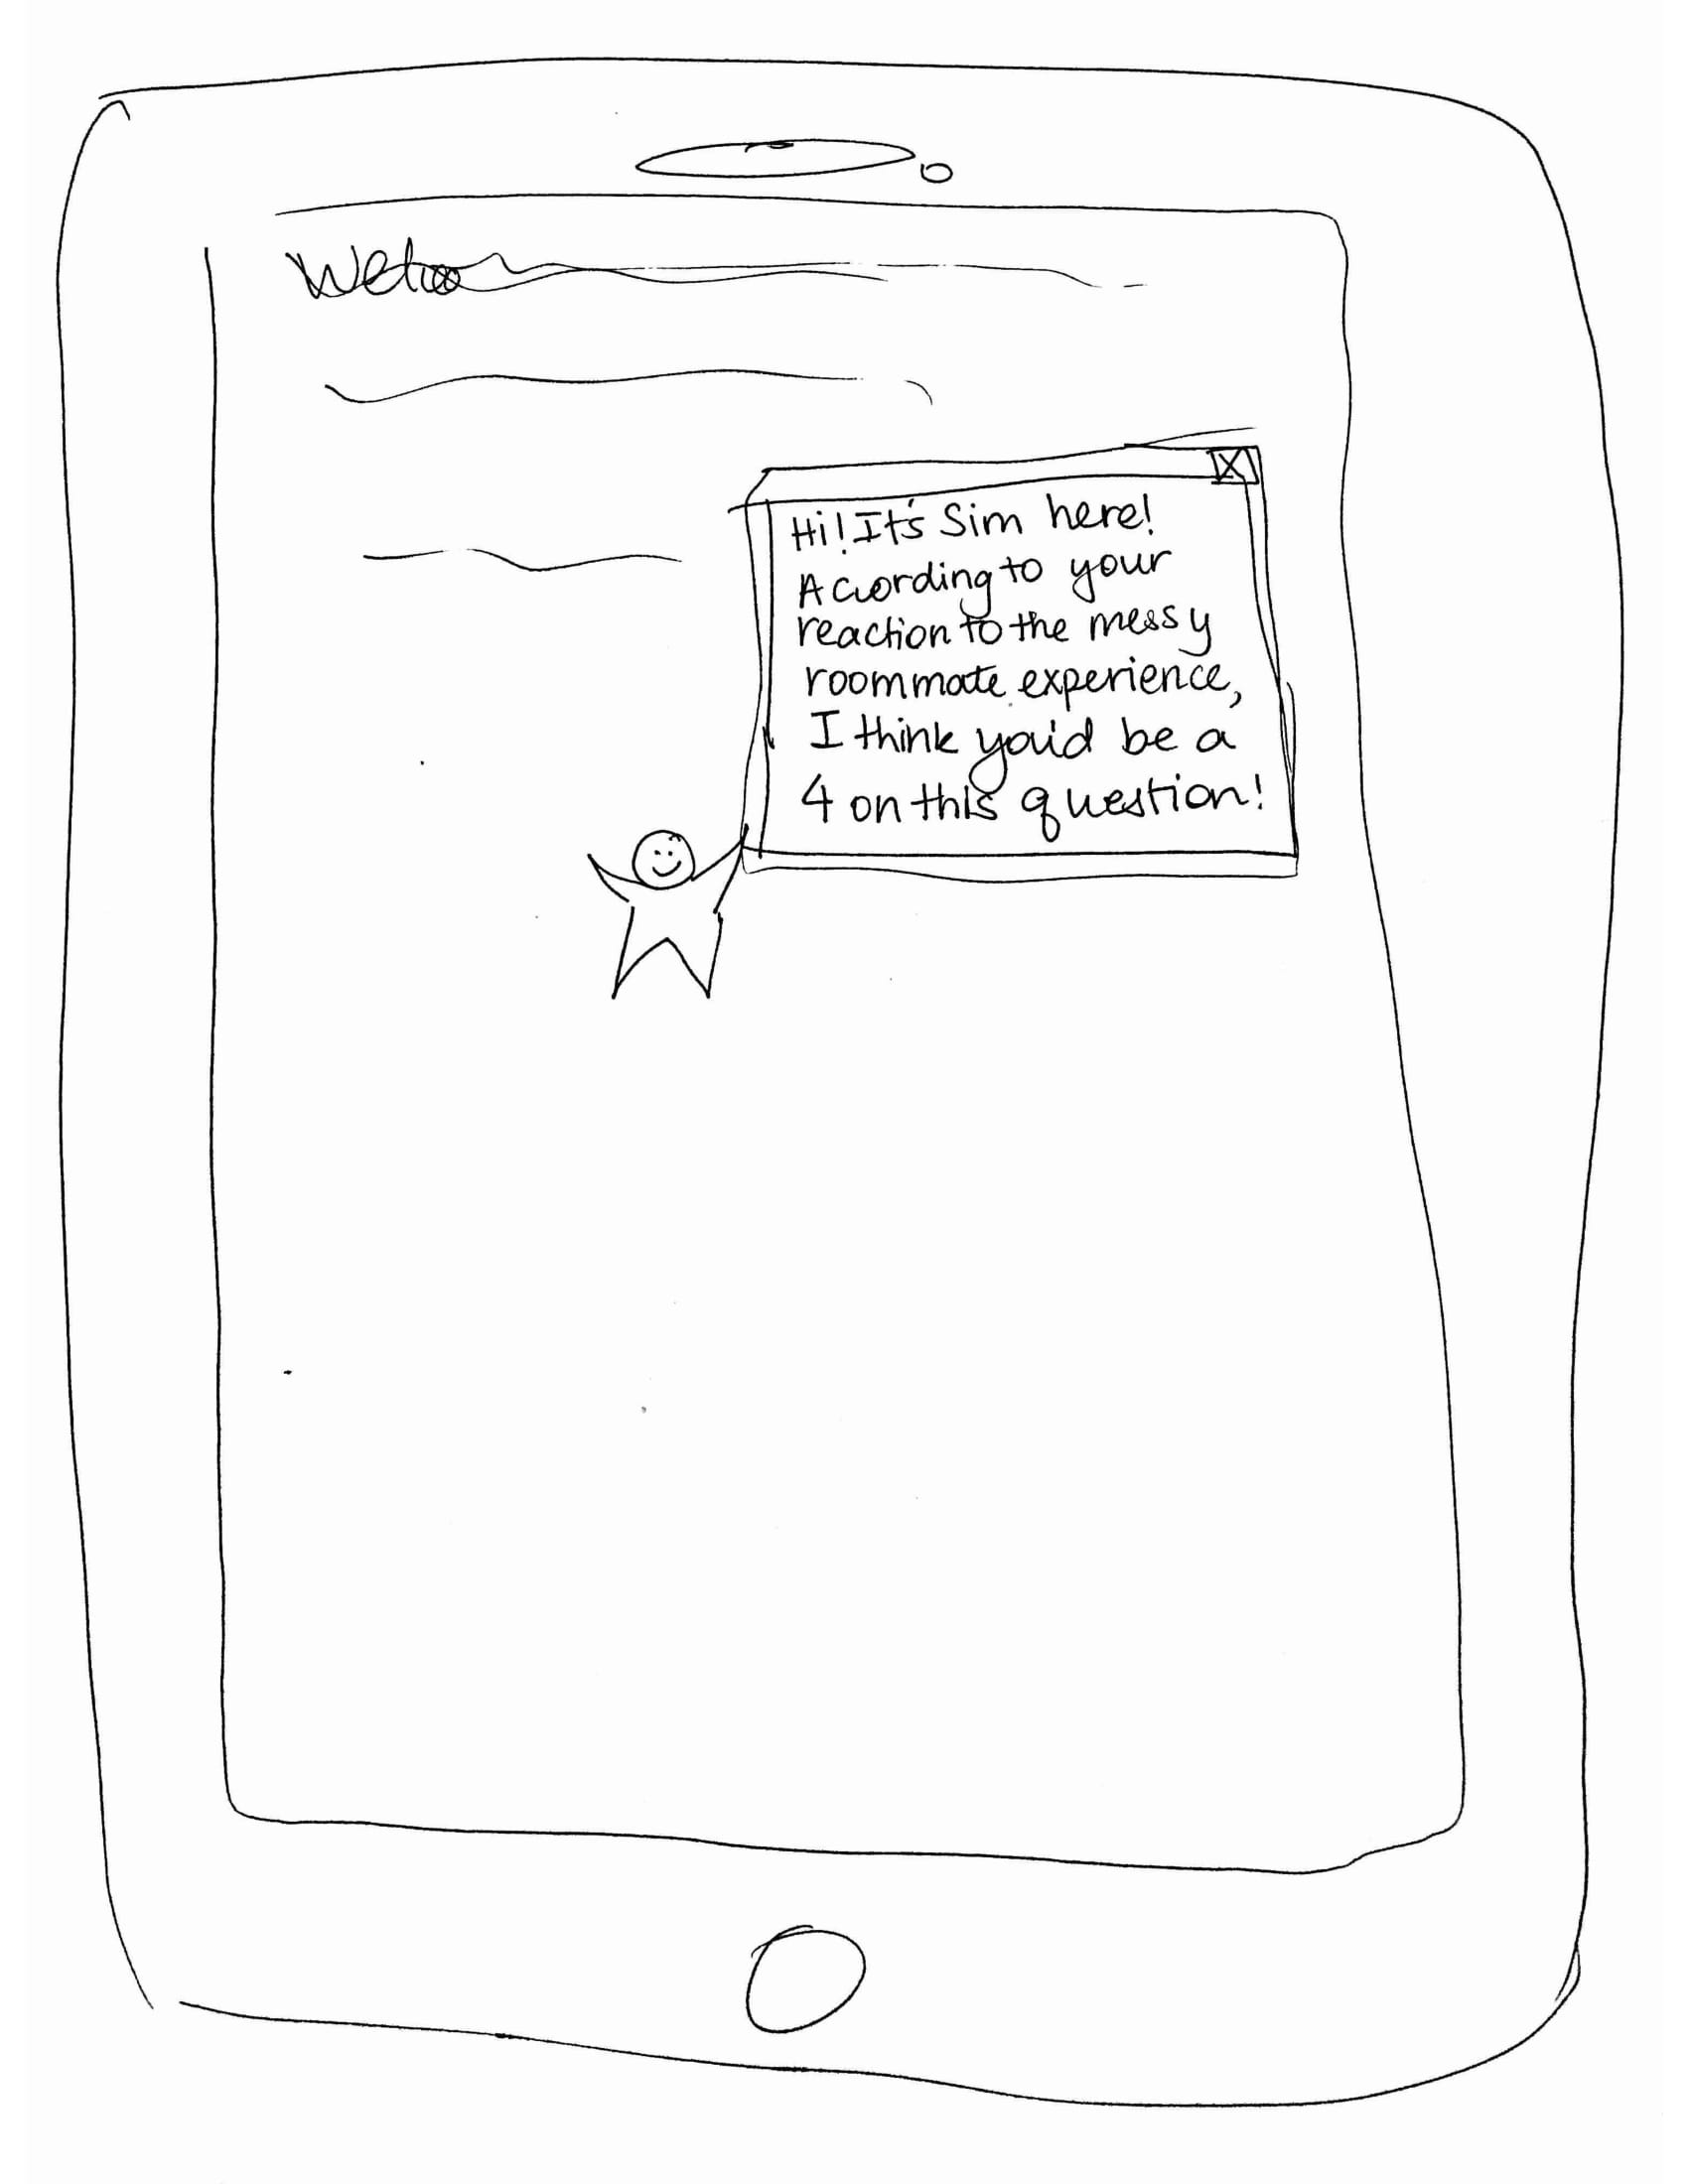 X
Hi! It's Sim here!
According to your
reaction to the messy
roommate experience,
I think you'd be a
4 on this question!